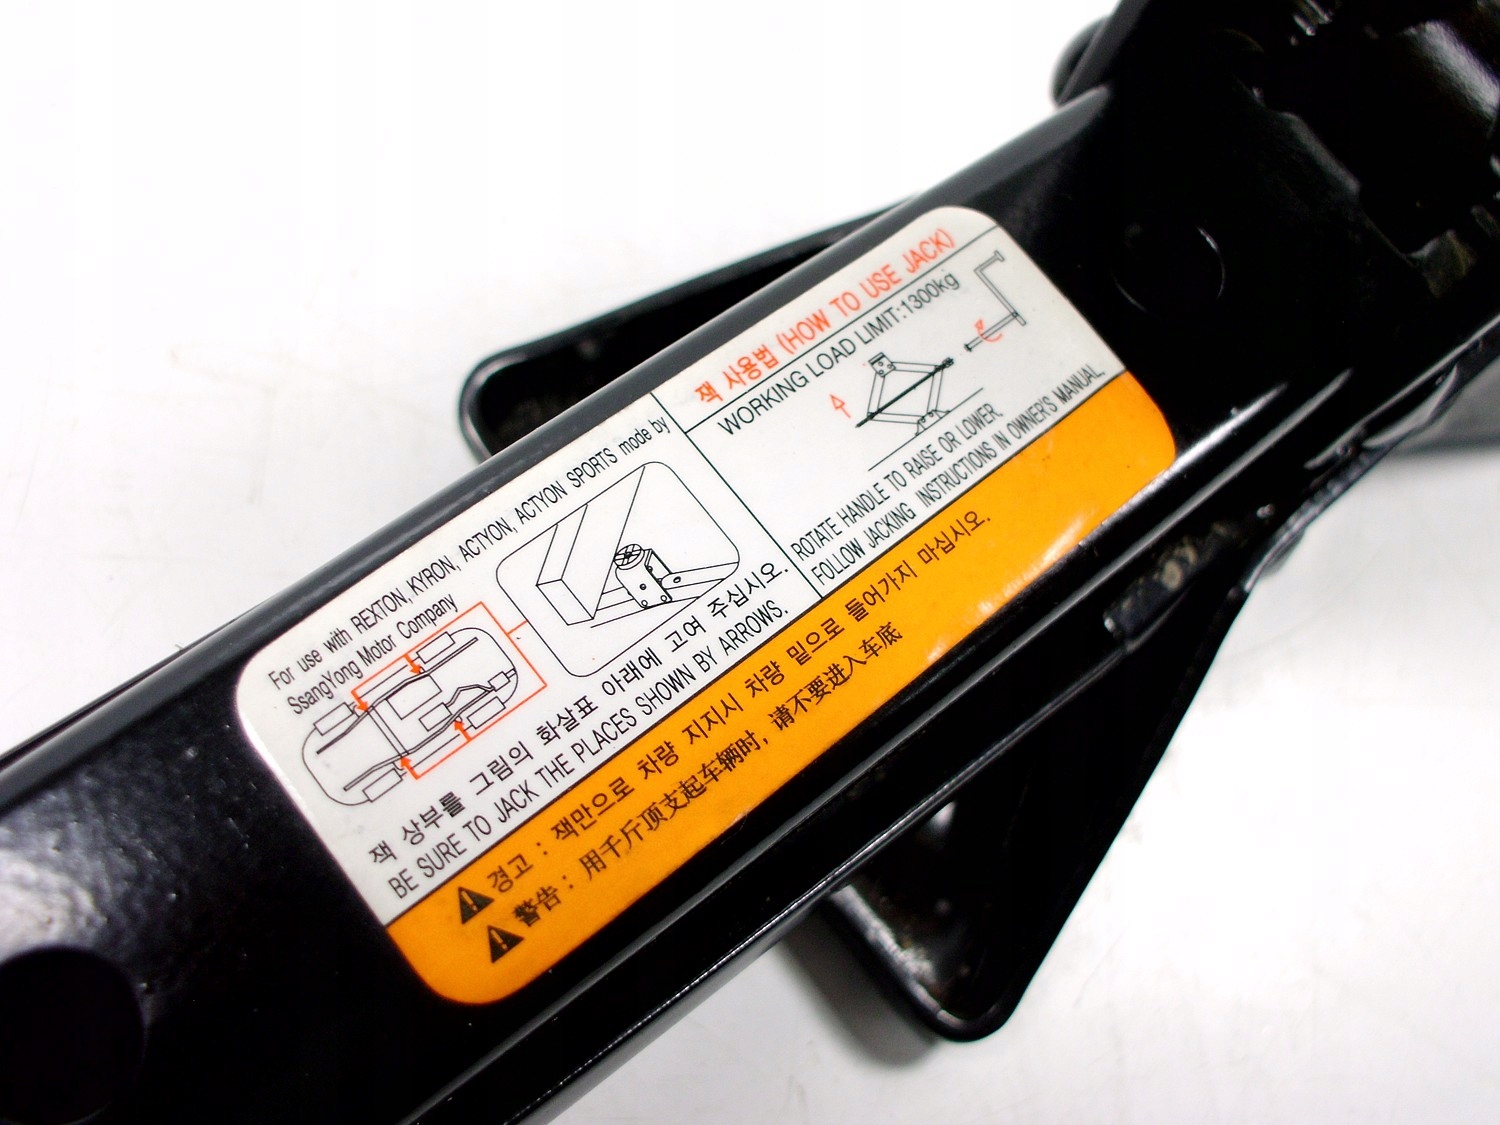 For use with REXTON, KYRON, ACTYON, ACTYON SPORTS mode by
SsangYong Motor Company
잭 상부를 그림의 화살표 아래에 고여 주십시오.
BE SURE TO JACK THE PLACES SHOWN BY ARROWS.
잭 사용법 (HOW TO USE JACK)
WORKING LOAD LIMIT:1300kg
ROTATE HANDLE TO RAISE OR LOWER,
FOLLOW JACKING INSTRUCTIONS IN OWNER'S MANUAL.
경고 : 잭만으로 차량 지지시 차량 밑으로 들어가지 마십시오.
警告 : 用千斤顶支起车辆时, 请不要进入车底